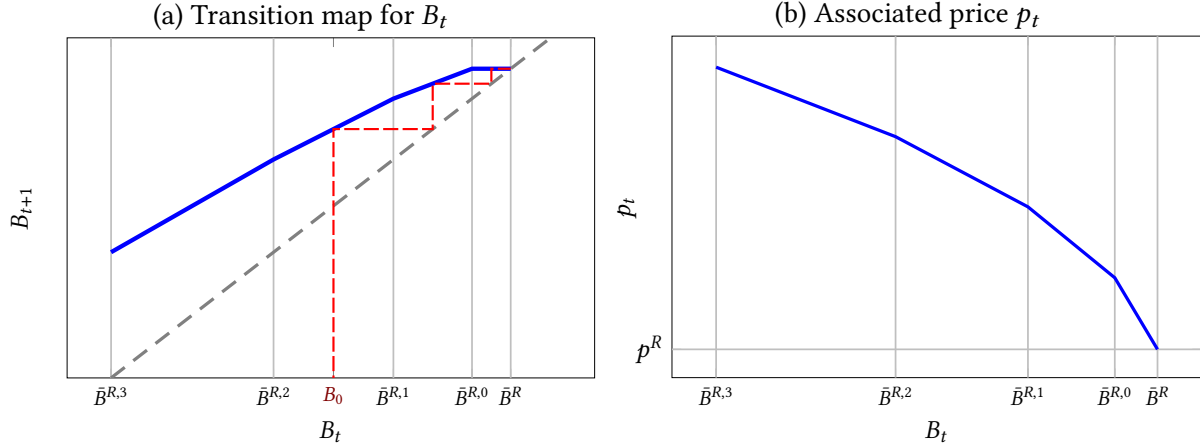 (a) Transition map for B_t
B_{t+1}
B̄^{R,3} B̄^{R,2} B_0 B̄^{R,1} B̄^{R,0} B̄^R
B_t
(b) Associated price p_t
p_t
p^R
B̄^{R,3} B̄^{R,2} B̄^{R,1} B̄^{R,0} B̄^R
B_t